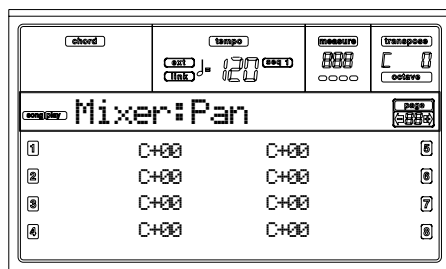 chord tempo measure transpose
ext link ♩= 120 seq 1 888 C 0
octave
song play Mixer:Pan page
1 C+00 C+00 5
2 C+00 C+00 6
3 C+00 C+00 7
4 C+00 C+00 8